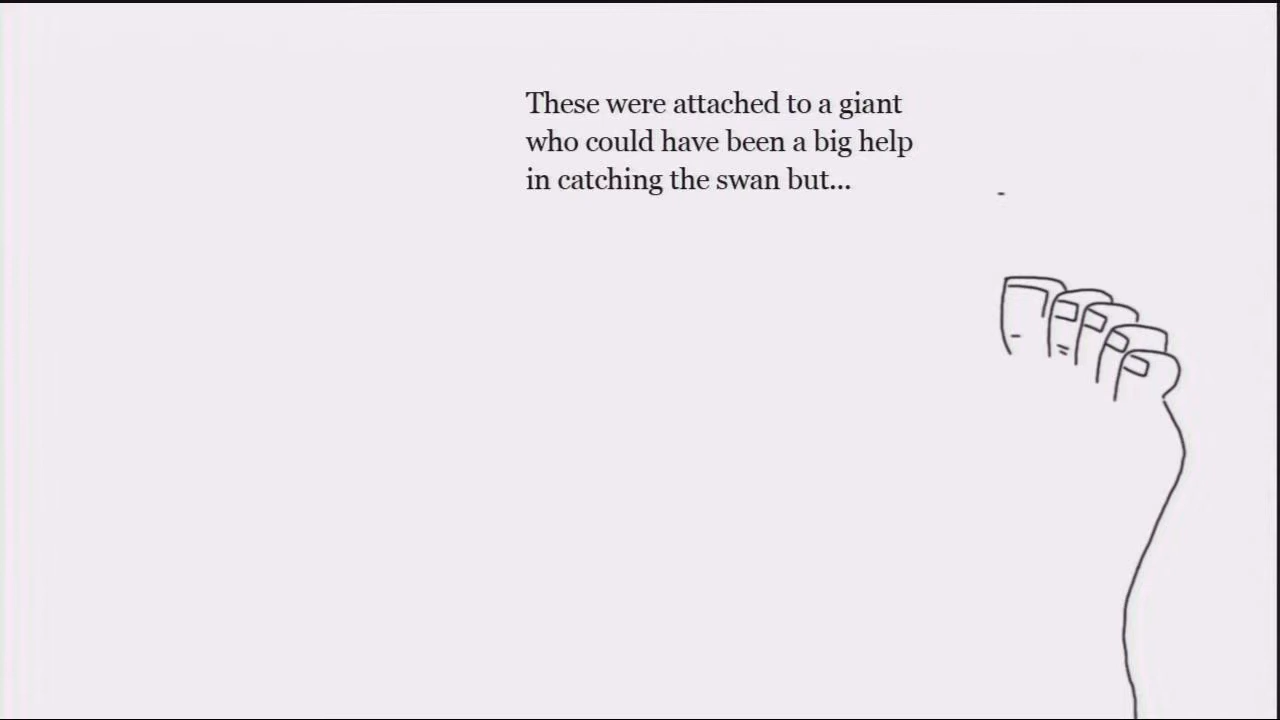 These were attached to a giant
who could have been a big help
in catching the swan but...